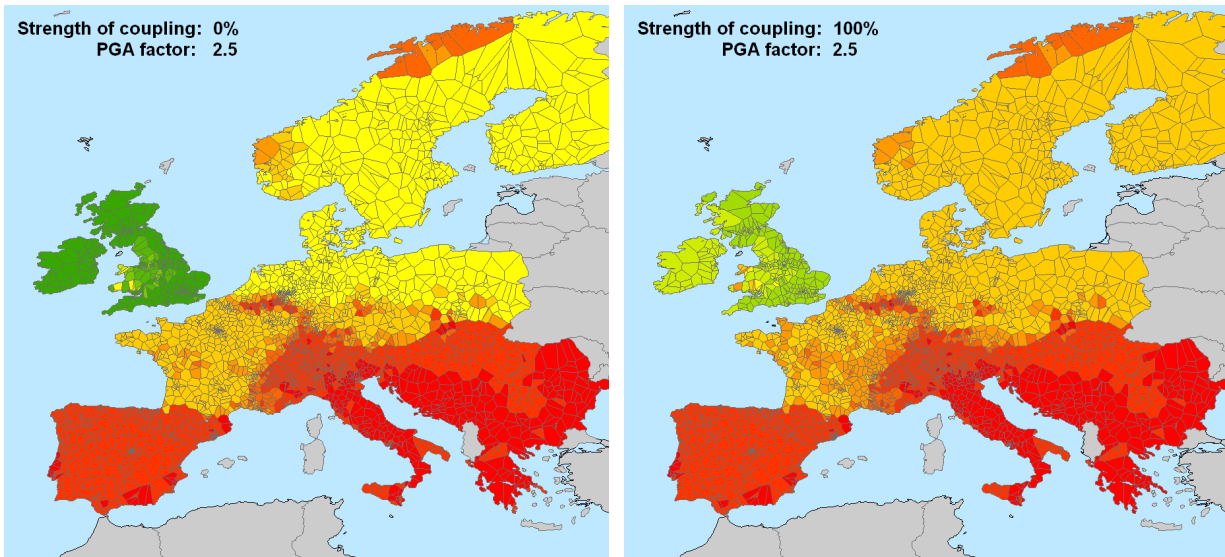 Strength of coupling: 0%
PGA factor: 2.5
Strength of coupling: 100%
PGA factor: 2.5